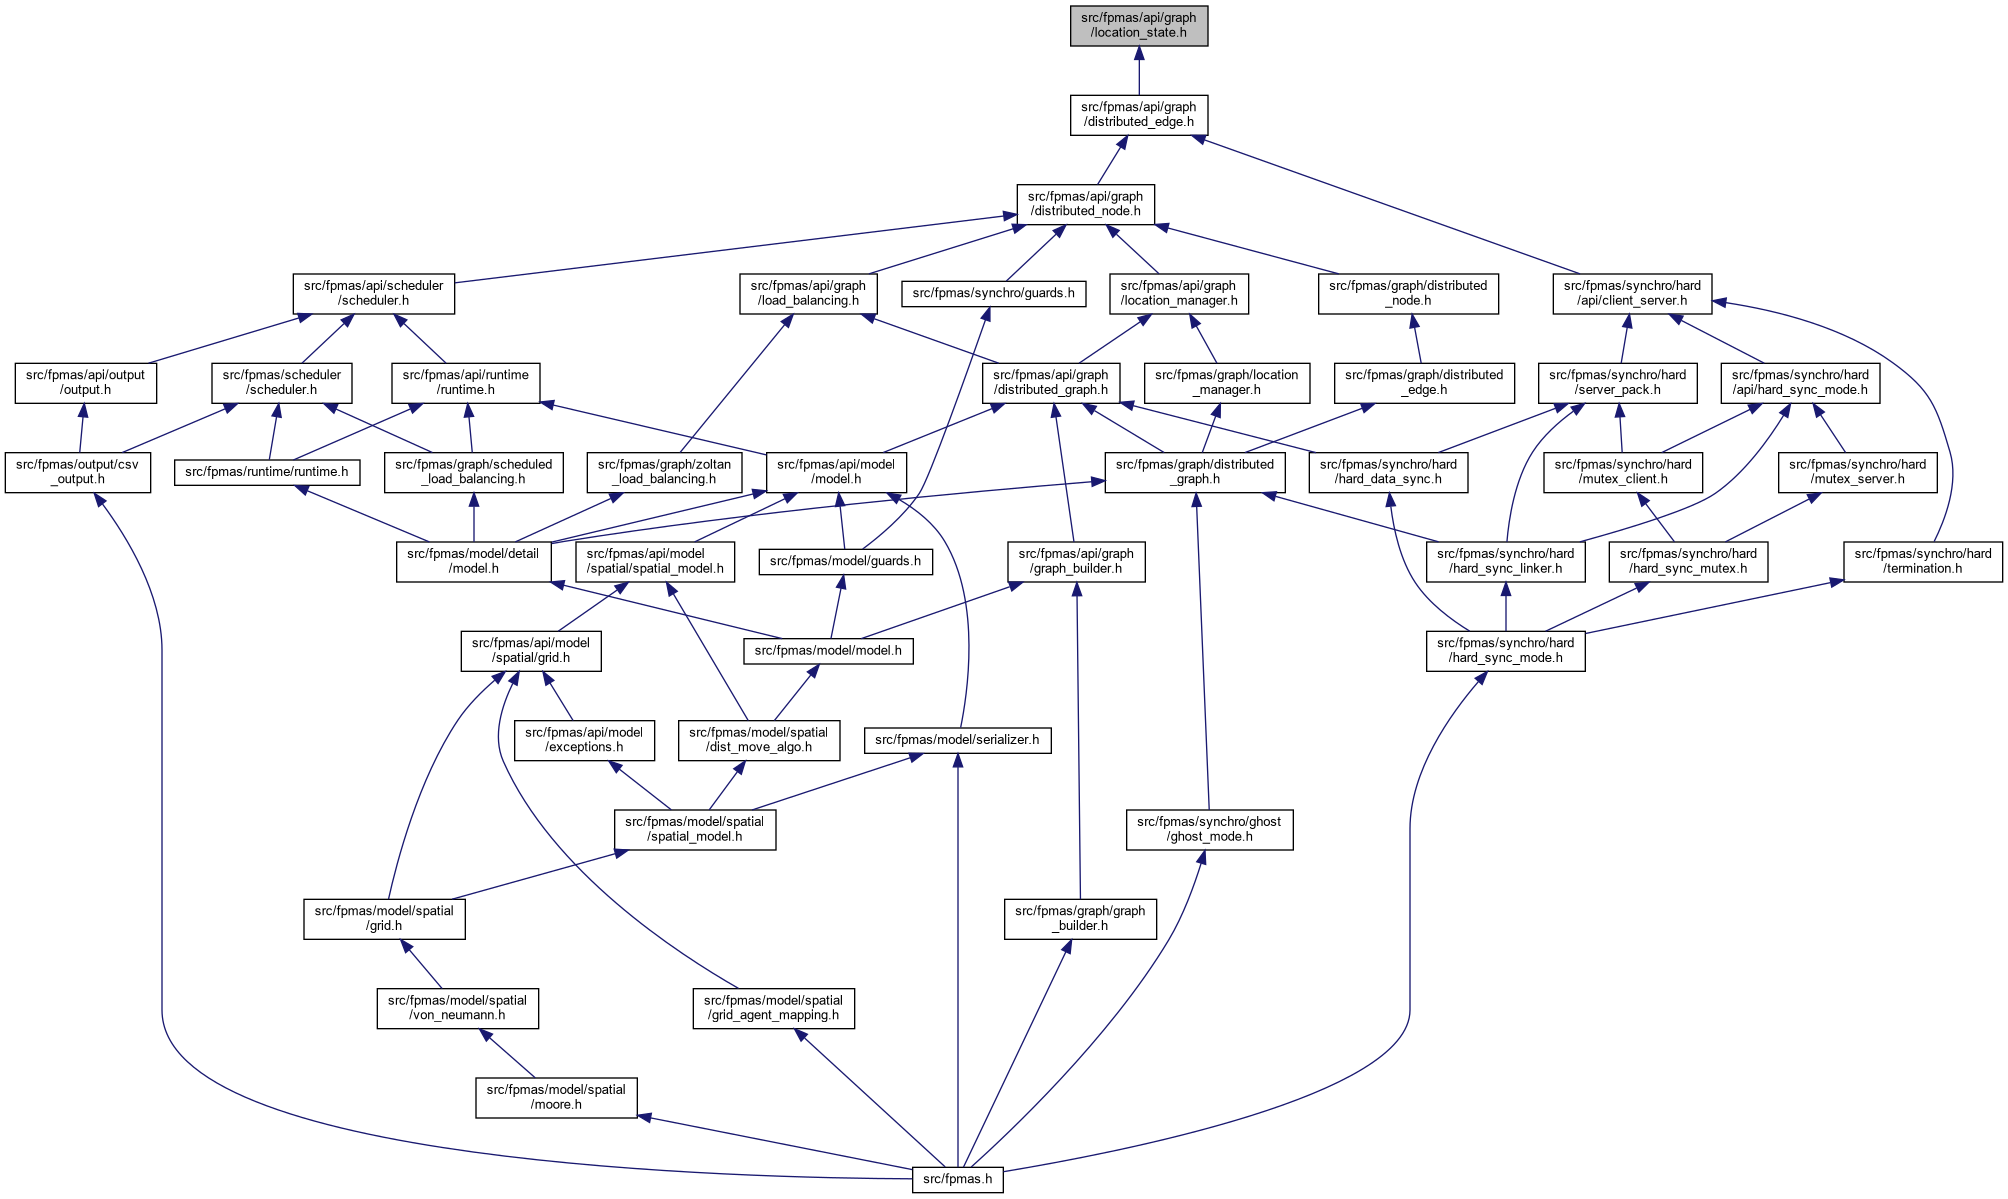 src/fpmas/api/graph
/location_state.h
src/fpmas/api/graph
/distributed_edge.h
src/fpmas/api/graph
/distributed_node.h
src/fpmas/api/scheduler
/scheduler.h
src/fpmas/api/graph
/load_balancing.h
src/fpmas/synchro/guards.h
src/fpmas/api/graph
/location_manager.h
src/fpmas/graph/distributed
_node.h
src/fpmas/synchro/hard
/api/client_server.h
src/fpmas/api/output
/output.h
src/fpmas/scheduler
/scheduler.h
src/fpmas/api/runtime
/runtime.h
src/fpmas/api/graph
/distributed_graph.h
src/fpmas/graph/location
_manager.h
src/fpmas/graph/distributed
_edge.h
src/fpmas/synchro/hard
/server_pack.h
src/fpmas/synchro/hard
/api/hard_sync_mode.h
src/fpmas/output/csv
_output.h
src/fpmas/runtime/runtime.h
src/fpmas/graph/scheduled
_load_balancing.h
src/fpmas/graph/zoltan
_load_balancing.h
src/fpmas/api/model
/model.h
src/fpmas/graph/distributed
_graph.h
src/fpmas/synchro/hard
/hard_data_sync.h
src/fpmas/synchro/hard
/mutex_client.h
src/fpmas/synchro/hard
/mutex_server.h
src/fpmas/model/detail
/model.h
src/fpmas/api/model
/spatial/spatial_model.h
src/fpmas/model/guards.h
src/fpmas/api/graph
/graph_builder.h
src/fpmas/synchro/hard
/hard_sync_linker.h
src/fpmas/synchro/hard
/hard_sync_mutex.h
src/fpmas/synchro/hard
/termination.h
src/fpmas/api/model
/spatial/grid.h
src/fpmas/model/model.h
src/fpmas/synchro/hard
/hard_sync_mode.h
src/fpmas/api/model
/exceptions.h
src/fpmas/model/spatial
/dist_move_algo.h
src/fpmas/model/serializer.h
src/fpmas/model/spatial
/spatial_model.h
src/fpmas/synchro/ghost
/ghost_mode.h
src/fpmas/model/spatial
/grid.h
src/fpmas/graph/graph
_builder.h
src/fpmas/model/spatial
/von_neumann.h
src/fpmas/model/spatial
/grid_agent_mapping.h
src/fpmas/model/spatial
/moore.h
src/fpmas.h